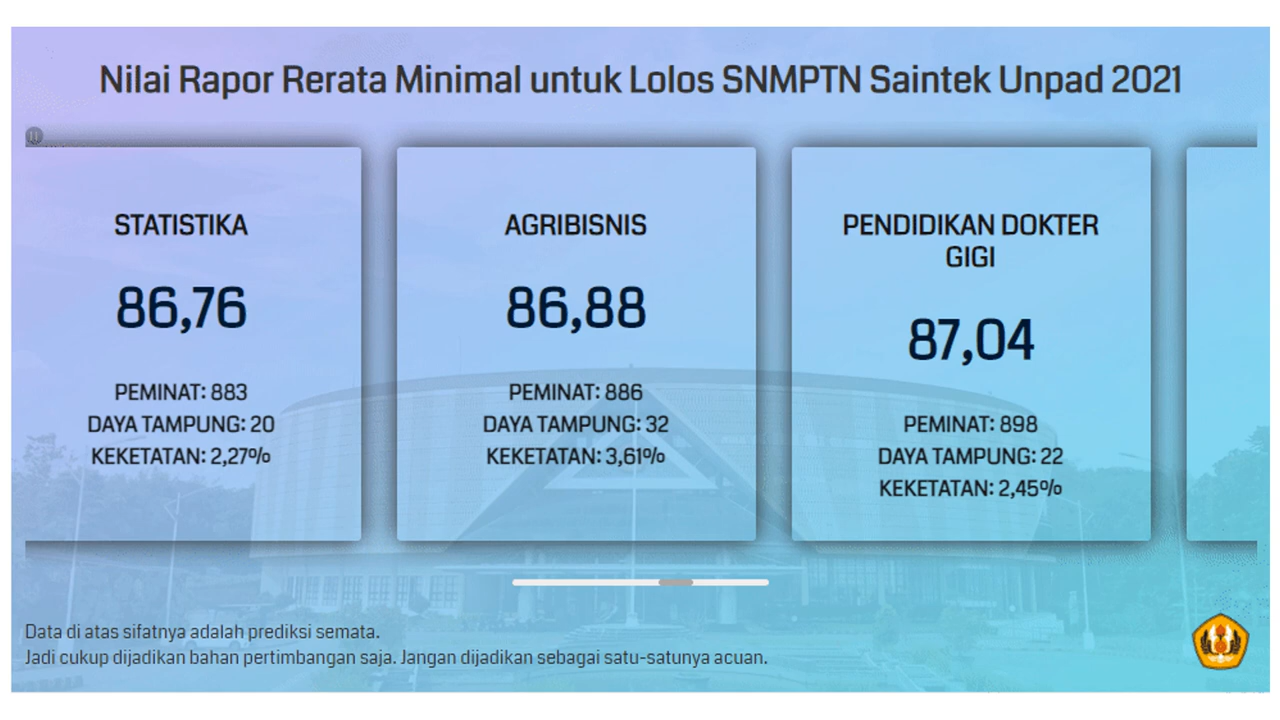 Nilai Rapor Rerata Minimal untuk Lolos SNMPTN Saintek Unpad 2021
STATISTIKA
86,76
PEMINAT: 883
DAYA TAMPUNG: 20
KEKETATAN: 2,27%
AGRIBISNIS
86,88
PEMINAT: 886
DAYA TAMPUNG: 32
KEKETATAN: 3,61%
PENDIDIKAN DOKTER
GIGI
87,04
PEMINAT: 898
DAYA TAMPUNG: 22
KEKETATAN: 2,45%
Data di atas sifatnya adalah prediksi semata.
Jadi cukup dijadikan bahan pertimbangan saja. Jangan dijadikan sebagai satu-satunya acuan.